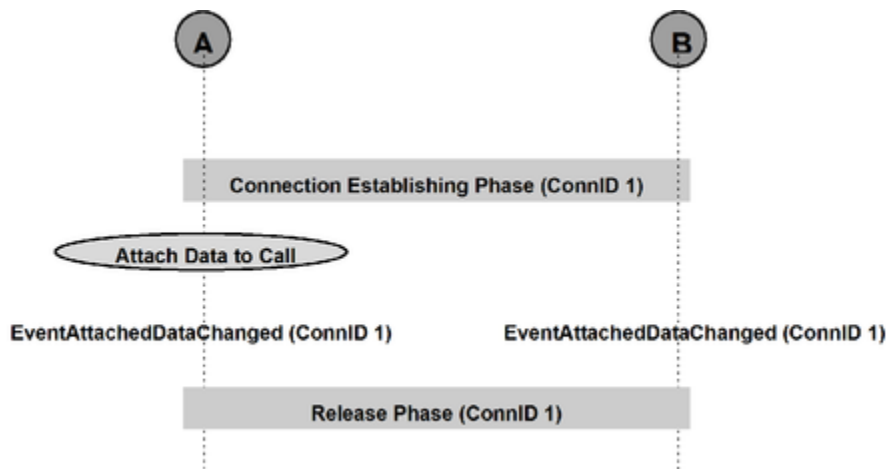 A B
Connection Establishing Phase (ConnID 1)
Attach Data to Call
EventAttachedDataChanged (ConnID 1) EventAttachedDataChanged (ConnID 1)
Release Phase (ConnID 1)